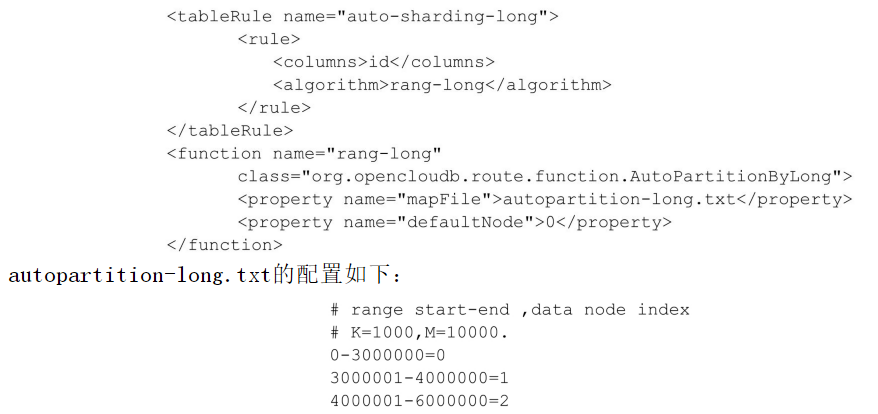 <tableRule name="auto-sharding-long">
<rule>
<columns>id</columns>
<algorithm>rang-long</algorithm>
</rule>
</tableRule>
<function name="rang-long"
class="org.opencloudb.route.function.AutoPartitionByLong">
<property name="mapFile">autopartition-long.txt</property>
<property name="defaultNode">0</property>
</function>
autopartition-long.txt的配置如下：
# range start-end ,data node index
# K=1000,M=10000.
0-3000000=0
3000001-4000000=1
4000001-6000000=2